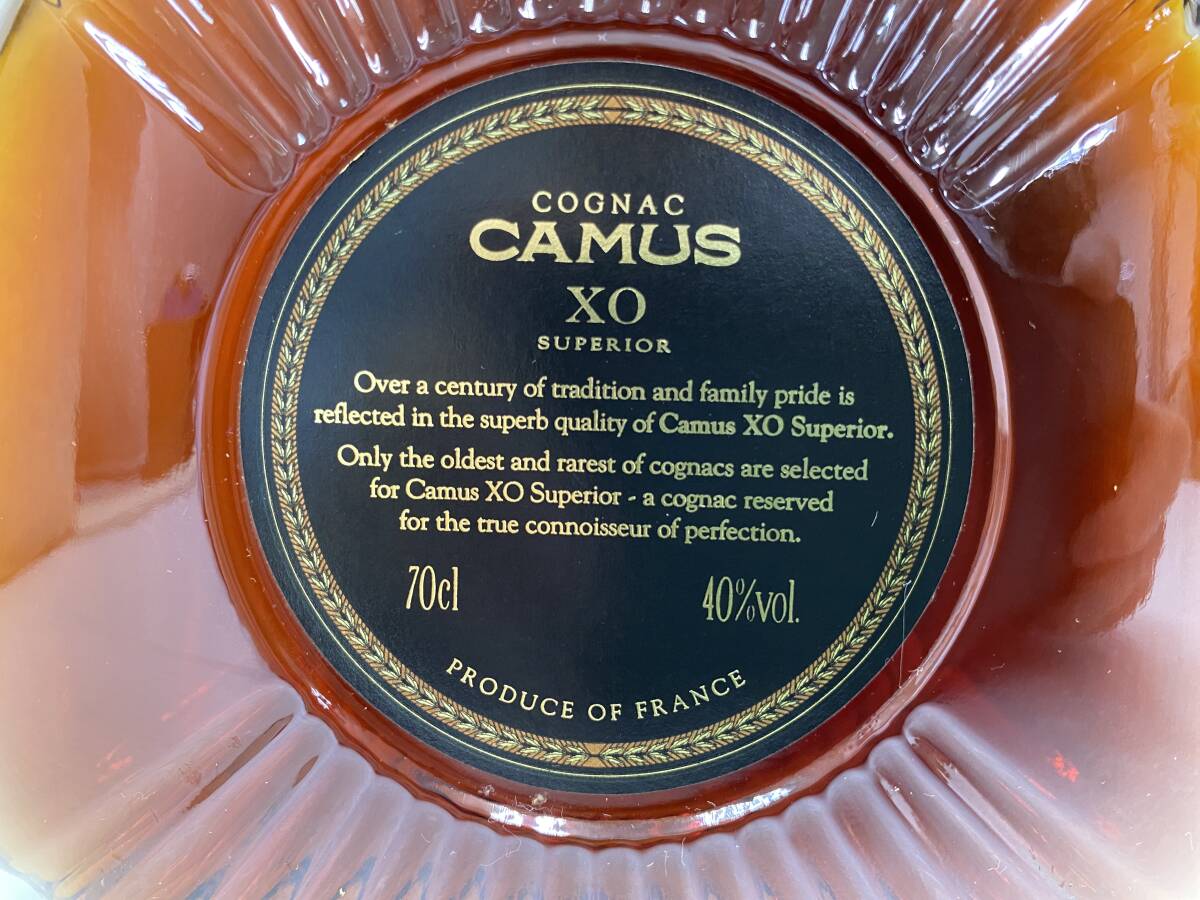 COGNAC
CAMUS
XO
SUPERIOR
Over a century of tradition and family pride is
reflected in the superb quality of Camus XO Superior.
Only the oldest and rarest of cognacs are selected
for Camus XO Superior - a cognac reserved
for the true connoisseur of perfection.
70cl 40%vol.
PRODUCE OF FRANCE